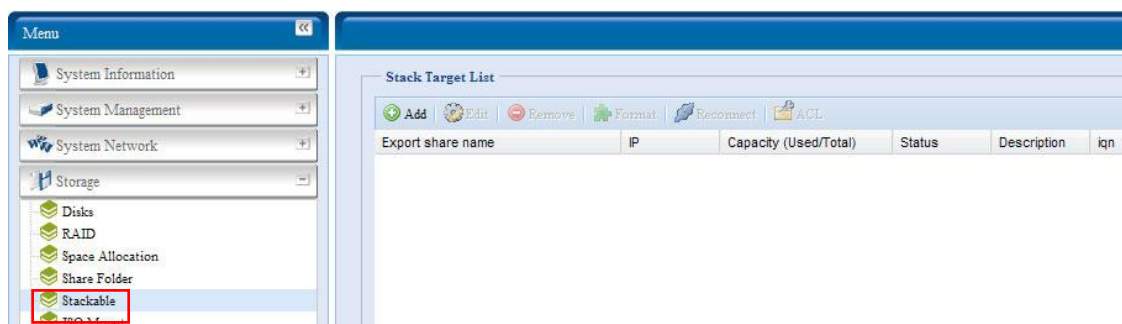 Menu
System Information
System Management
System Network
Storage
Disks
RAID
Space Allocation
Share Folder
Stackable
Stack Target List
Add Edit Remove Format Reconnect ACL
Export share name IP Capacity (Used/Total) Status Description iqn